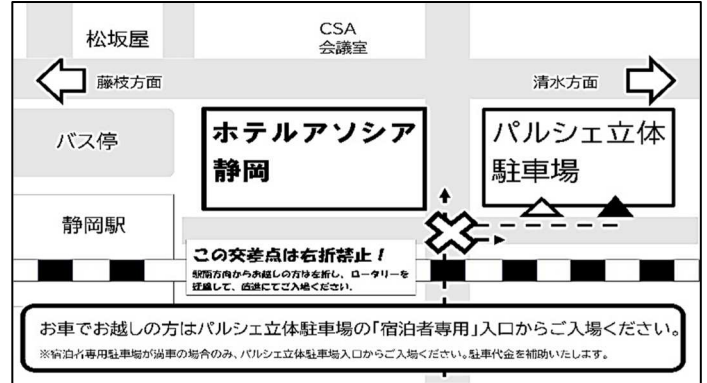 松坂屋
CSA
会議室
藤枝方面
清水方面
バス停
ホテルアソシア
静岡
パルシェ立体
駐車場
静岡駅
この交差点は右折禁止!
駅南方向からお越しの方は左折し、ロータリーを
経由して、直進にてご入場ください.
お車でお越しの方はパルシェ立体駐車場の「宿泊者専用」入口からご入場ください。
※宿泊者専用駐車場が満車の場合のみ、パルシェ立体駐車場入口からご入場ください。駐車代金を補助いたします。